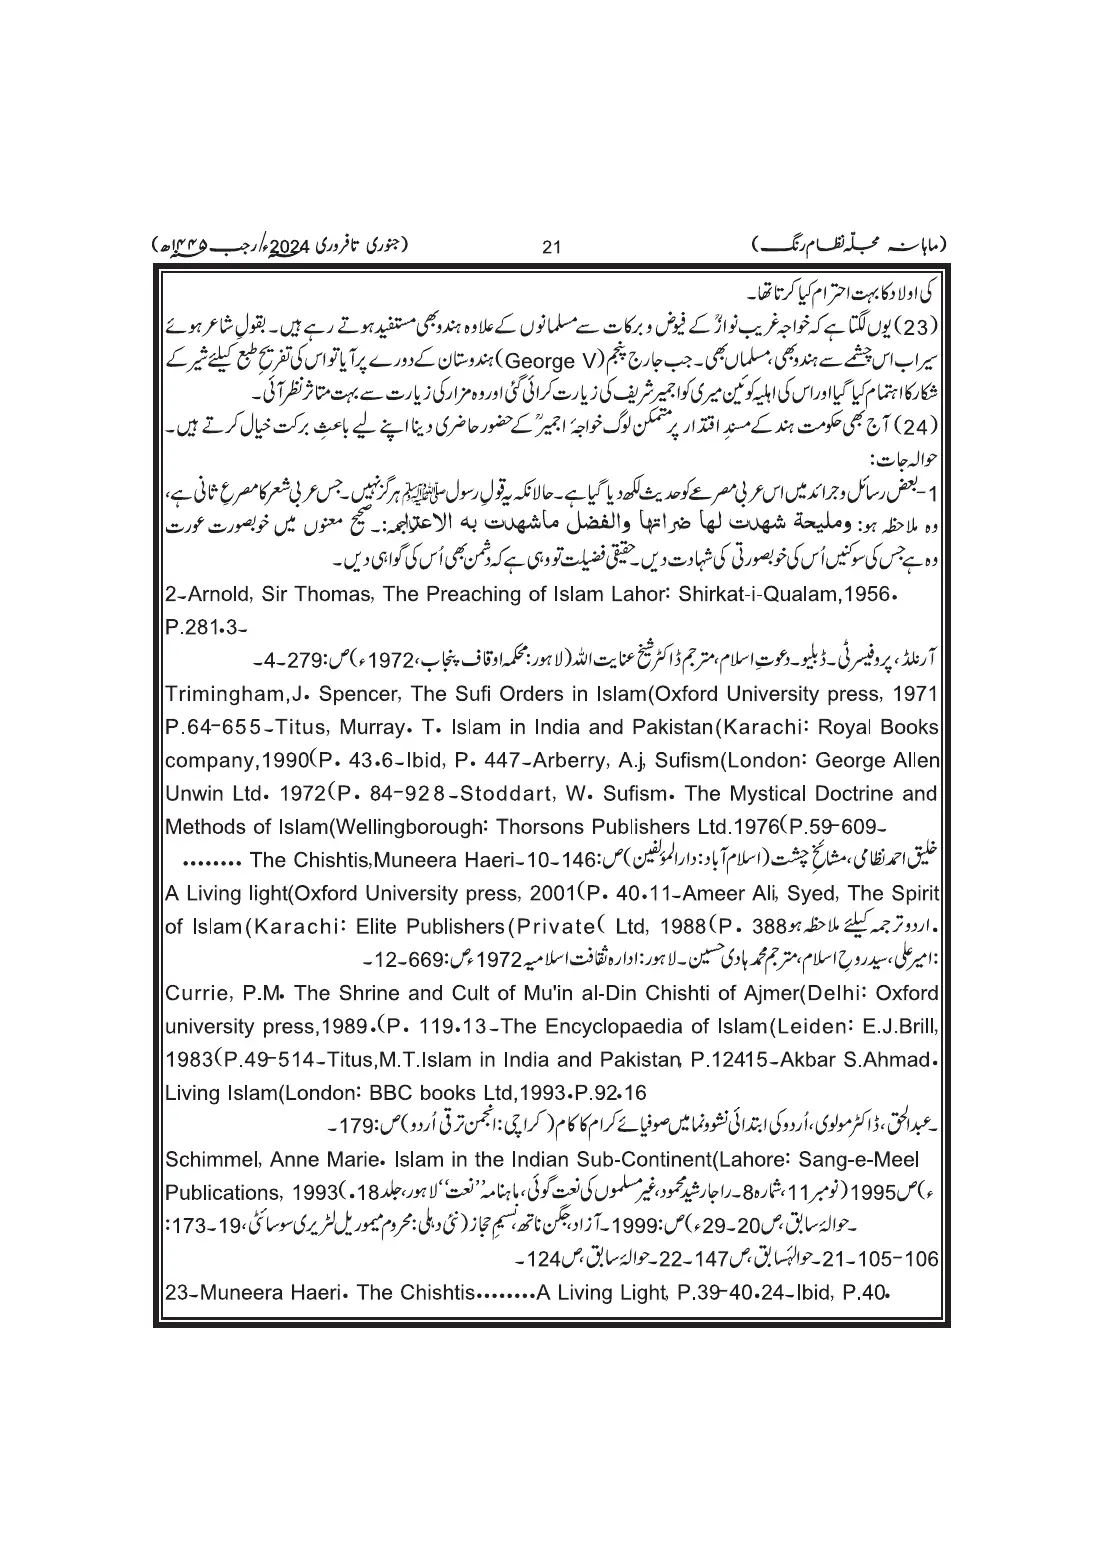 (ماہانہ مجلّہ نظام رنگ) 21 (جنوری تا فروری 2024ء/رجب ۱۴۴۵ھ)
کی اولاد کا بہت احترام کیا کرتا تھا۔
(23) یوں لگتا ہے کہ خواجہ غریب نوازؒ کے فیوض و برکات سے مسلمانوں کے علاوہ ہندو بھی مستفید ہوتے رہے ہیں۔ بقولِ شاعر ہوئے
سیراب اس چشمے سے ہندو بھی، مسلماں بھی۔ جب جارج پنجم (George V) ہندوستان کے دورے پر آیا تو اس کی تفریحِ طبع کیلئے شیر کے
شکار کا اہتمام کیا گیا اور اس کی اہلیہ کوئین میری کو اجمیر شریف کی زیارت کرائی گئی اور وہ مزار کی زیارت سے بہت متاثر نظر آئی۔
(24) آج بھی حکومت ہند کے مسندِ اقتدار پر متمکن لوگ خواجۂ اجمیرؒ کے حضور حاضری دینا اپنے لیے باعثِ برکت خیال کرتے ہیں۔
حوالہ جات:
1-بعض رسائل و جرائد میں اس عربی مصرعے کو حدیث لکھ دیا گیا ہے۔ حالانکہ یہ قولِ رسول ﷺ ہرگز نہیں۔ جس عربی شعر کا مصرع ثانی ہے،
وہ ملاحظہ ہو: وملیحة شهدت لها ضراتها والفضل ماشهدت به الاعدا ترجمہ:۔ صحیح معنوں میں خوبصورت عورت
وہ ہے جس کی سوکنیں اُس کی خوبصورتی کی شہادت دیں۔ حقیقی فضیلت تو وہی ہے کہ دشمن بھی اُس کی گواہی دیں۔
2۔Arnold, Sir Thomas, The Preaching of Islam Lahor: Shirkat-i-Qualam,1956.
P.281.3۔
آرنلڈ، پروفیسر ٹی۔ ڈبلیو۔ دعوتِ اسلام، مترجم ڈاکٹر شیخ عنایت اللہ (لاہور: محکمہ اوقاف پنجاب، 1972ء) ص:279۔4۔
Trimingham,J. Spencer, The Sufi Orders in Islam(Oxford University press, 1971
P.64-655۔Titus, Murray. T. Islam in India and Pakistan(Karachi: Royal Books
company,1990(P. 43.6۔Ibid, P. 447۔Arberry, A.j, Sufism(London: George Allen
Unwin Ltd. 1972(P. 84-928۔Stoddart, W. Sufism. The Mystical Doctrine and
Methods of Islam(Wellingborough: Thorsons Publishers Ltd.1976(P.59-609۔
خلیق احمد نظامی، مشائخِ چشت (اسلام آباد: دارالمؤلفین) ص:146۔10۔The Chishtis,Muneera Haeri ........
A Living light(Oxford University press, 2001(P. 40.11۔Ameer Ali, Syed, The Spirit
of Islam(Karachi: Elite Publishers(Private( Ltd, 1988(P. 388 اردو ترجمہ کیلئے ملاحظہ ہو.
:امیر علی، سید روحِ اسلام، مترجم محمد ہادی حسین۔ لاہور: ادارہ ثقافت اسلامیہ 1972ء ص:669۔12۔
Currie, P.M. The Shrine and Cult of Mu'in al-Din Chishti of Ajmer(Delhi: Oxford
university press,1989.(P. 119.13۔The Encyclopaedia of Islam(Leiden: E.J.Brill,
1983(P.49-514۔Titus,M.T.Islam in India and Pakistan, P.12415۔Akbar S.Ahmad.
Living Islam(London: BBC books Ltd,1993.P.92.16
۔عبدالحق، ڈاکٹر مولوی، اُردو کی ابتدائی نشوونما میں صوفیائے کرام کا کام (کراچی: انجمن ترقی اُردو) ص:179۔
Schimmel, Anne Marie. Islam in the Indian Sub-Continent(Lahore: Sang-e-Meel
Publications, 1993(.18 ء) ص1995 (نومبر 11، شمارہ 8۔ راجا رشید محمود، غیر مسلموں کی نعت گوئی، ماہنامہ ’’نعت‘‘ لاہور، جلد
۔حوالۂ سابق، ص20۔29ء) ص:1999۔ آزاد، جگن ناتھ، نسیمِ حجاز (نئی دہلی: محروم میموریل لٹریری سوسائٹی، 19۔173:
105-106۔21۔حوالۂ سابق، ص147۔22۔حوالۂ سابق، ص124۔
23۔Muneera Haeri. The Chishtis........A Living Light, P.39-40.24۔Ibid, P.40.